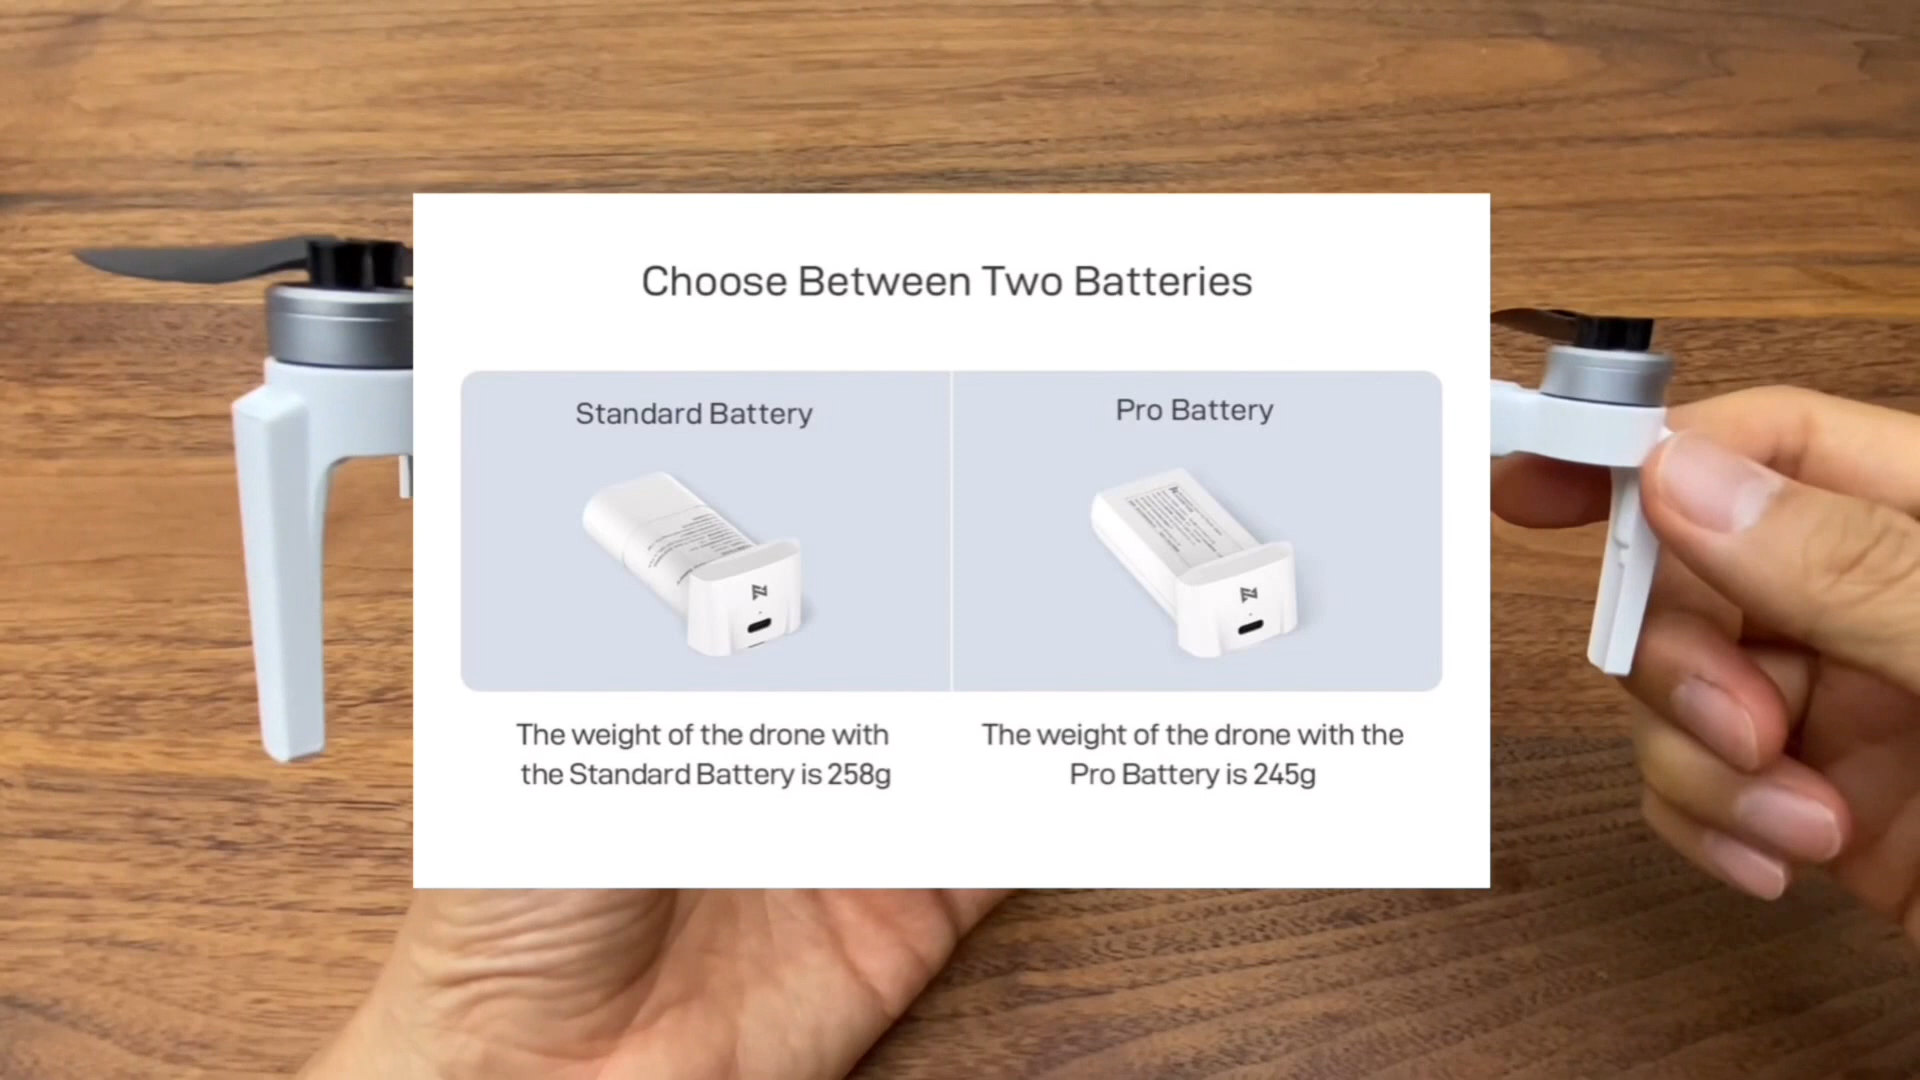 Choose Between Two Batteries
Standard Battery
Pro Battery
The weight of the drone with
the Standard Battery is 258g
The weight of the drone with the
Pro Battery is 245g